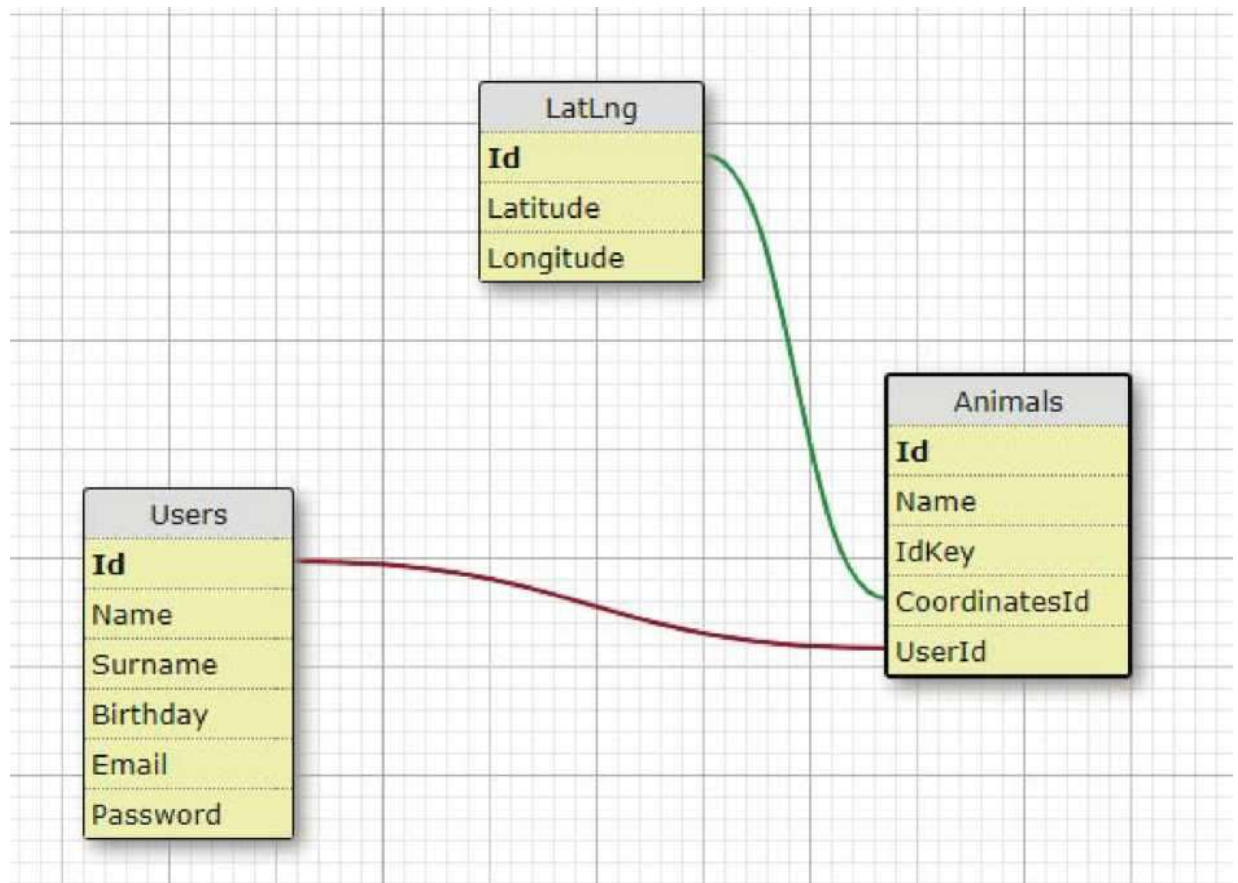 LatLng
Id
Latitude
Longitude
Animals
Id
Name
IdKey
CoordinatesId
UserId
Users
Id
Name
Surname
Birthday
Email
Password